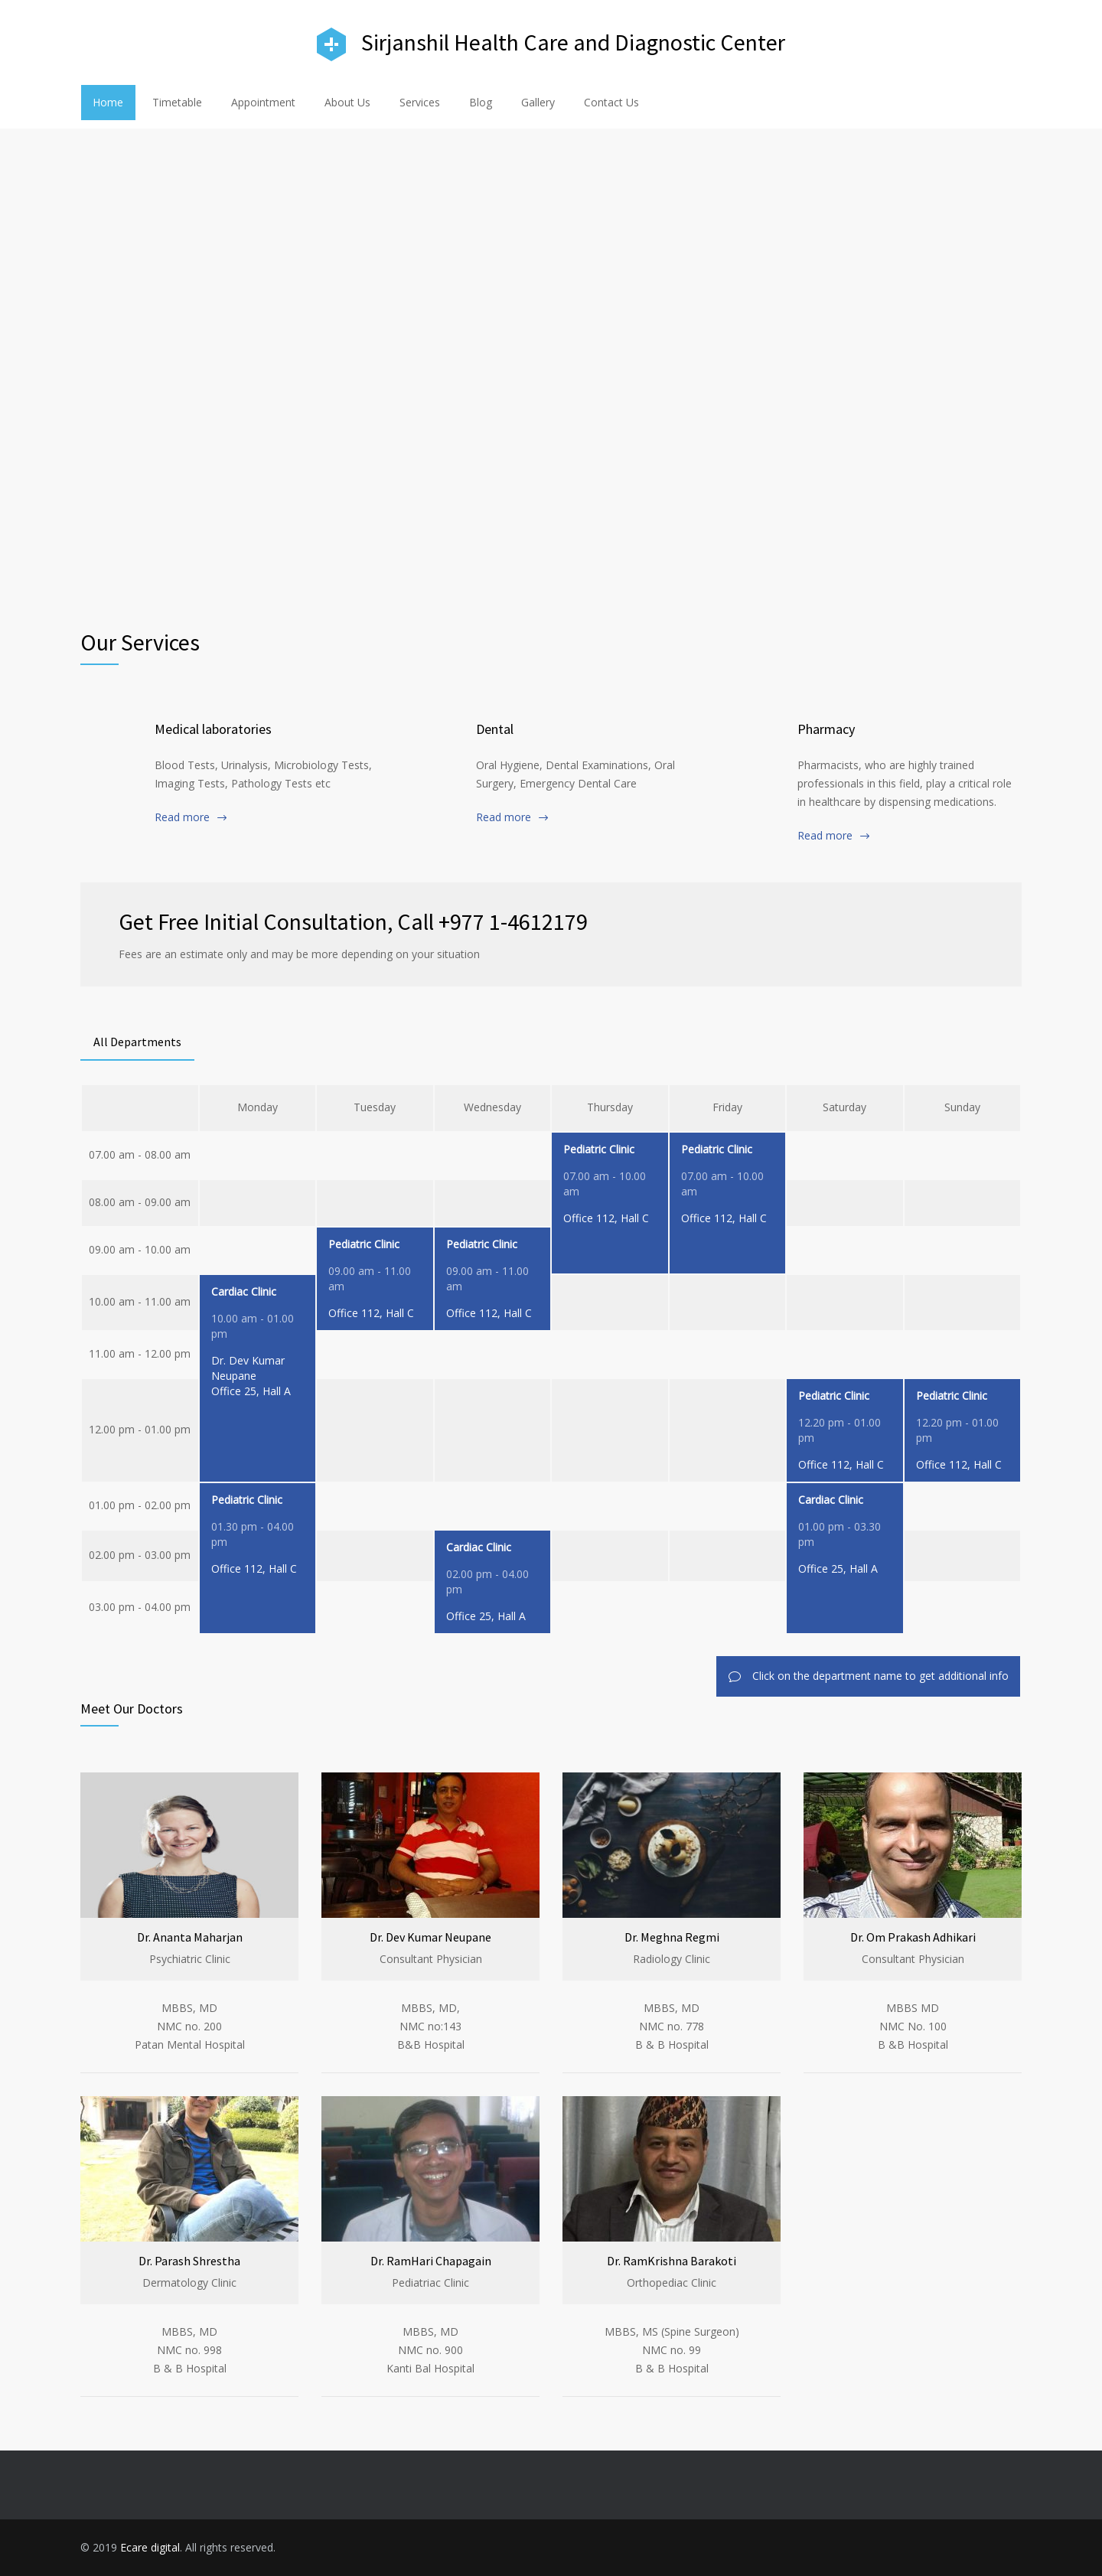 Sirjanshil Health Care and Diagnostic Center
Home Timetable Appointment About Us Services Blog Gallery Contact Us
Our Services
Medical laboratories
Blood Tests, Urinalysis, Microbiology Tests,
Imaging Tests, Pathology Tests etc
Read more →
Dental
Oral Hygiene, Dental Examinations, Oral
Surgery, Emergency Dental Care
Read more →
Pharmacy
Pharmacists, who are highly trained
professionals in this field, play a critical role
in healthcare by dispensing medications.
Read more →
Get Free Initial Consultation, Call +977 1-4612179
Fees are an estimate only and may be more depending on your situation
All Departments
Monday Tuesday Wednesday Thursday Friday Saturday Sunday
07.00 am - 08.00 am
Pediatric Clinic
07.00 am - 10.00
am
Office 112, Hall C
Pediatric Clinic
07.00 am - 10.00
am
Office 112, Hall C
08.00 am - 09.00 am
09.00 am - 10.00 am
Pediatric Clinic
09.00 am - 11.00
am
Office 112, Hall C
Pediatric Clinic
09.00 am - 11.00
am
Office 112, Hall C
10.00 am - 11.00 am
Cardiac Clinic
10.00 am - 01.00
pm
Dr. Dev Kumar
Neupane
Office 25, Hall A
11.00 am - 12.00 pm
12.00 pm - 01.00 pm
Pediatric Clinic
12.20 pm - 01.00
pm
Office 112, Hall C
Pediatric Clinic
12.20 pm - 01.00
pm
Office 112, Hall C
01.00 pm - 02.00 pm
Pediatric Clinic
01.30 pm - 04.00
pm
Office 112, Hall C
Cardiac Clinic
01.00 pm - 03.30
pm
Office 25, Hall A
02.00 pm - 03.00 pm
Cardiac Clinic
02.00 pm - 04.00
pm
Office 25, Hall A
03.00 pm - 04.00 pm
Click on the department name to get additional info
Meet Our Doctors
Dr. Ananta Maharjan
Psychiatric Clinic
MBBS, MD
NMC no. 200
Patan Mental Hospital
Dr. Dev Kumar Neupane
Consultant Physician
MBBS, MD,
NMC no:143
B&B Hospital
Dr. Meghna Regmi
Radiology Clinic
MBBS, MD
NMC no. 778
B & B Hospital
Dr. Om Prakash Adhikari
Consultant Physician
MBBS MD
NMC No. 100
B &B Hospital
Dr. Parash Shrestha
Dermatology Clinic
MBBS, MD
NMC no. 998
B & B Hospital
Dr. RamHari Chapagain
Pediatriac Clinic
MBBS, MD
NMC no. 900
Kanti Bal Hospital
Dr. RamKrishna Barakoti
Orthopediac Clinic
MBBS, MS (Spine Surgeon)
NMC no. 99
B & B Hospital
© 2019 Ecare digital. All rights reserved.